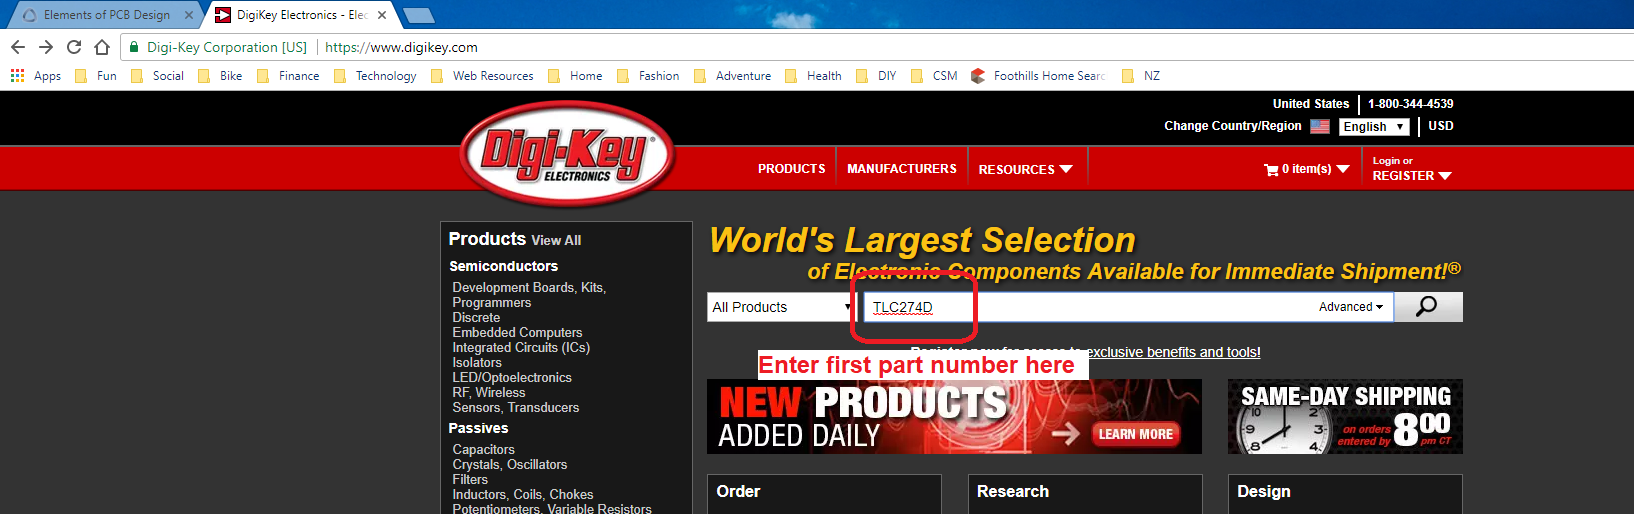 Elements of PCB Design
DigiKey Electronics - Elec
Digi-Key Corporation [US] https://www.digikey.com
Apps Fun Social Bike Finance Technology Web Resources Home Fashion Adventure Health DIY CSM Foothills Home Searc NZ
United States 1-800-344-4539
Change Country/Region English USD
Digi-Key®
ELECTRONICS
PRODUCTS MANUFACTURERS RESOURCES 0 item(s)
Login or
REGISTER
Products View All
Semiconductors
Development Boards, Kits,
Programmers
Discrete
Embedded Computers
Integrated Circuits (ICs)
Isolators
LED/Optoelectronics
RF, Wireless
Sensors, Transducers
Passives
Capacitors
Crystals, Oscillators
Filters
Inductors, Coils, Chokes
Potentiometers, Variable Resistors
World's Largest Selection
of Electronic Components Available for Immediate Shipment!®
All Products TLC274D Advanced
Register now for access to exclusive benefits and tools!
Enter first part number here
NEW PRODUCTS
ADDED DAILY
LEARN MORE
SAME-DAY SHIPPING
on orders
entered by 8:00 pm CT
Order
Research
Design